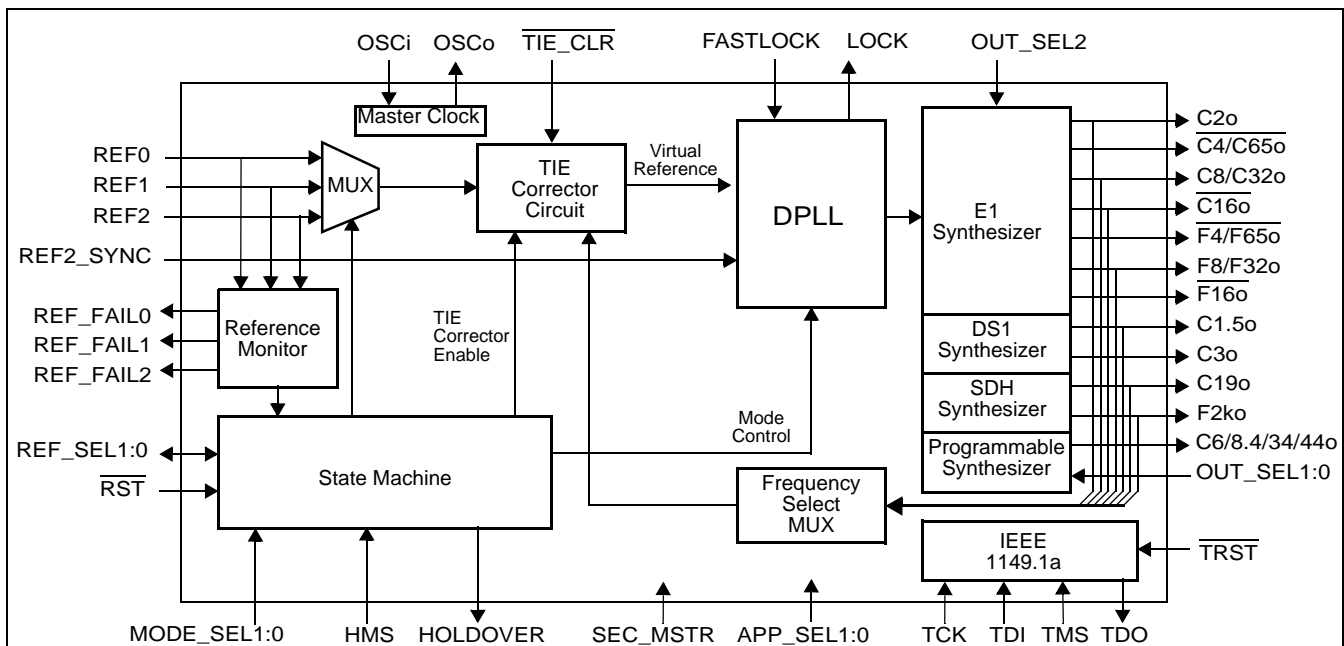 OSCi
OSCo
TIE_CLR
FASTLOCK
LOCK
OUT_SEL2
Master Clock
REF0
REF1
REF2
REF2_SYNC
MUX
TIE
Corrector
Circuit
Virtual
Reference
DPLL
E1
Synthesizer
C2o
C4/C65o
C8/C32o
C16o
F4/F65o
F8/F32o
F16o
REF_FAIL0
REF_FAIL1
REF_FAIL2
Reference
Monitor
TIE
Corrector
Enable
DS1
Synthesizer
C1.5o
C3o
SDH
Synthesizer
C19o
F2ko
Programmable
Synthesizer
C6/8.4/34/44o
OUT_SEL1:0
REF_SEL1:0
RST
State Machine
Mode
Control
Frequency
Select
MUX
IEEE
1149.1a
TRST
MODE_SEL1:0
HMS
HOLDOVER
SEC_MSTR
APP_SEL1:0
TCK
TDI
TMS
TDO